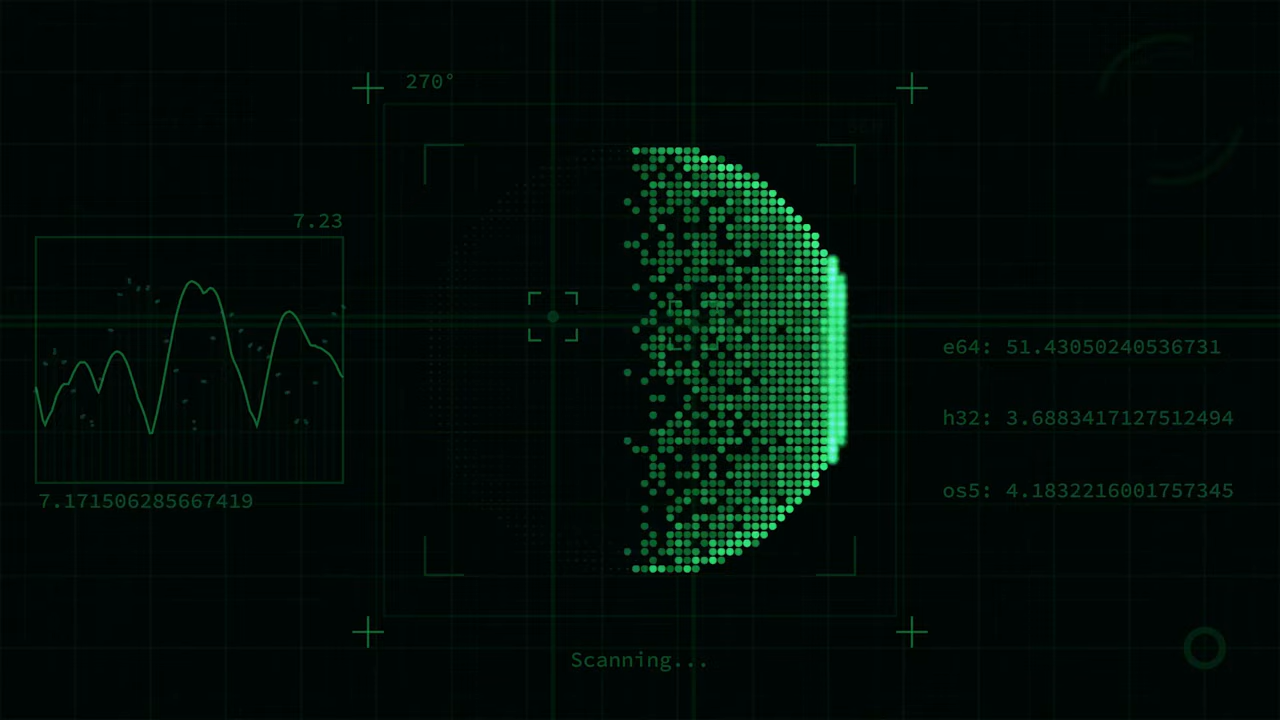 270°
7.23
7.171506285667419
e64: 51.43050240536731
h32: 3.6883417127512494
os5: 4.1832216001757345
Scanning...